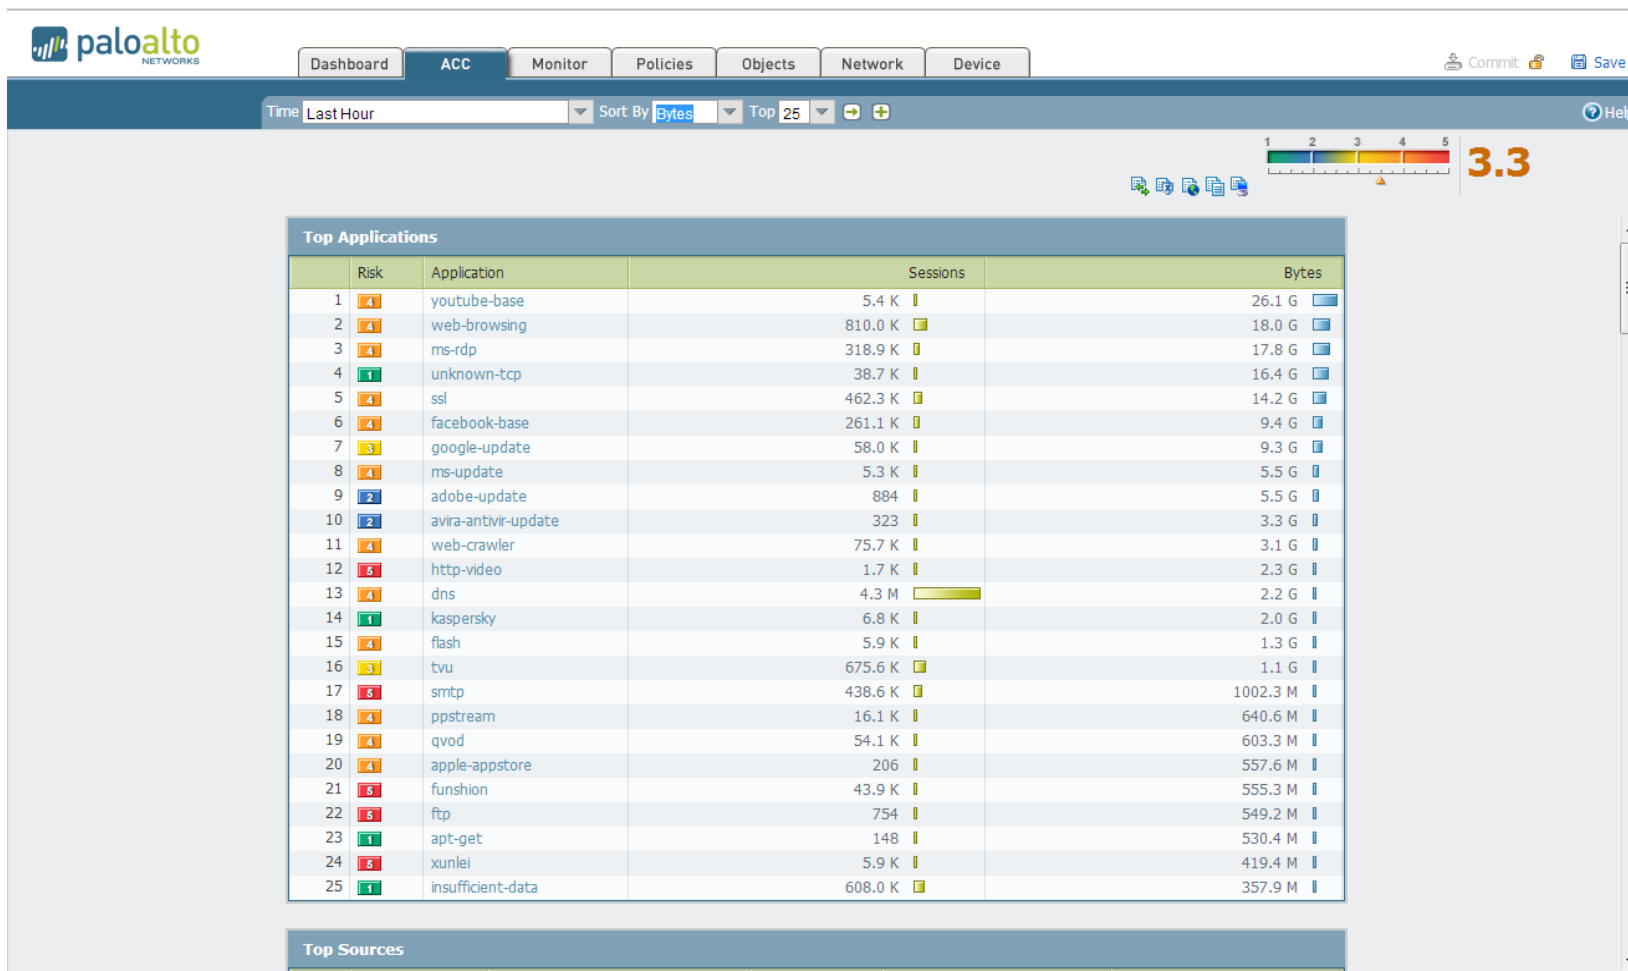 paloalto
NETWORKS
Dashboard ACC Monitor Policies Objects Network Device
Commit Save
Time Last Hour Sort By Bytes Top 25
1 2 3 4 5
3.3
Top Applications
Risk Application Sessions Bytes
1 4 youtube-base 5.4 K 26.1 G
2 4 web-browsing 810.0 K 18.0 G
3 4 ms-rdp 318.9 K 17.8 G
4 1 unknown-tcp 38.7 K 16.4 G
5 4 ssl 462.3 K 14.2 G
6 4 facebook-base 261.1 K 9.4 G
7 3 google-update 58.0 K 9.3 G
8 4 ms-update 5.3 K 5.5 G
9 2 adobe-update 884 5.5 G
10 2 avira-antivir-update 323 3.3 G
11 4 web-crawler 75.7 K 3.1 G
12 5 http-video 1.7 K 2.3 G
13 4 dns 4.3 M 2.2 G
14 1 kaspersky 6.8 K 2.0 G
15 4 flash 5.9 K 1.3 G
16 3 tvu 675.6 K 1.1 G
17 5 smtp 438.6 K 1002.3 M
18 4 ppstream 16.1 K 640.6 M
19 4 qvod 54.1 K 603.3 M
20 4 apple-appstore 206 557.6 M
21 5 funshion 43.9 K 555.3 M
22 5 ftp 754 549.2 M
23 1 apt-get 148 530.4 M
24 5 xunlei 5.9 K 419.4 M
25 1 insufficient-data 608.0 K 357.9 M
Top Sources